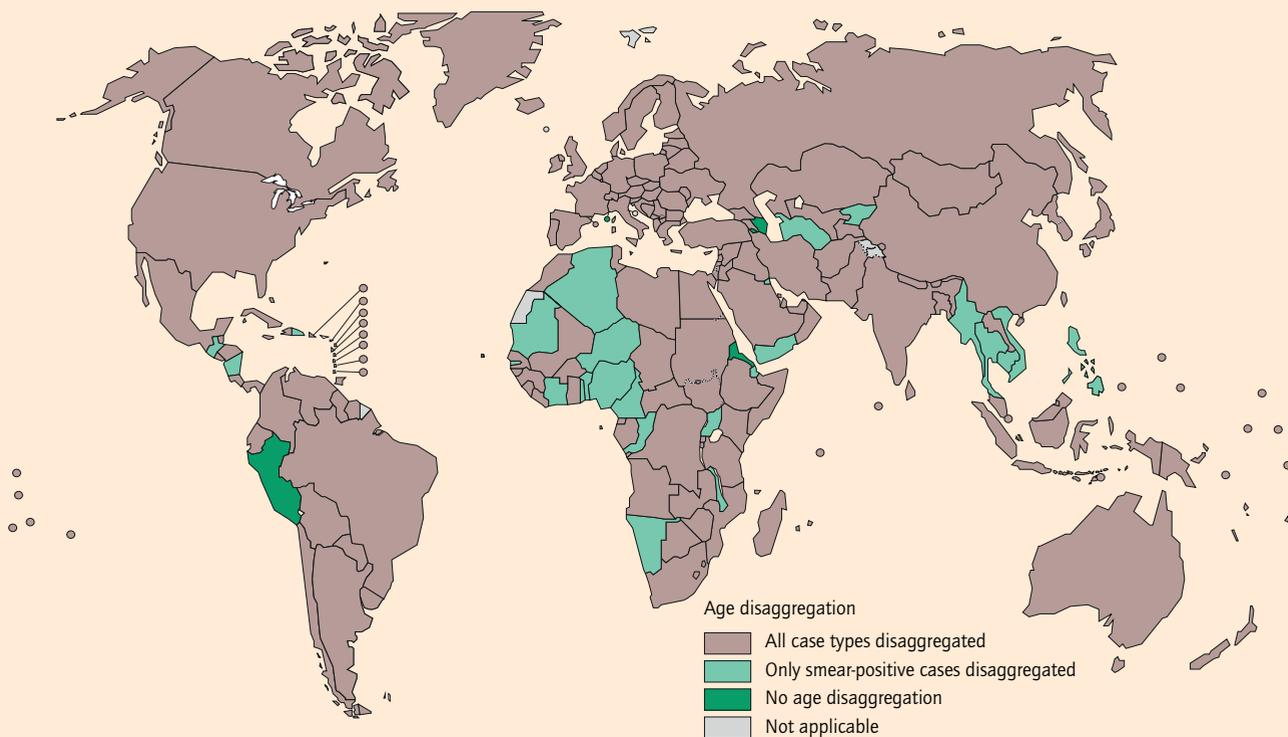 Age disaggregation
All case types disaggregated
Only smear-positive cases disaggregated
No age disaggregation
Not applicable